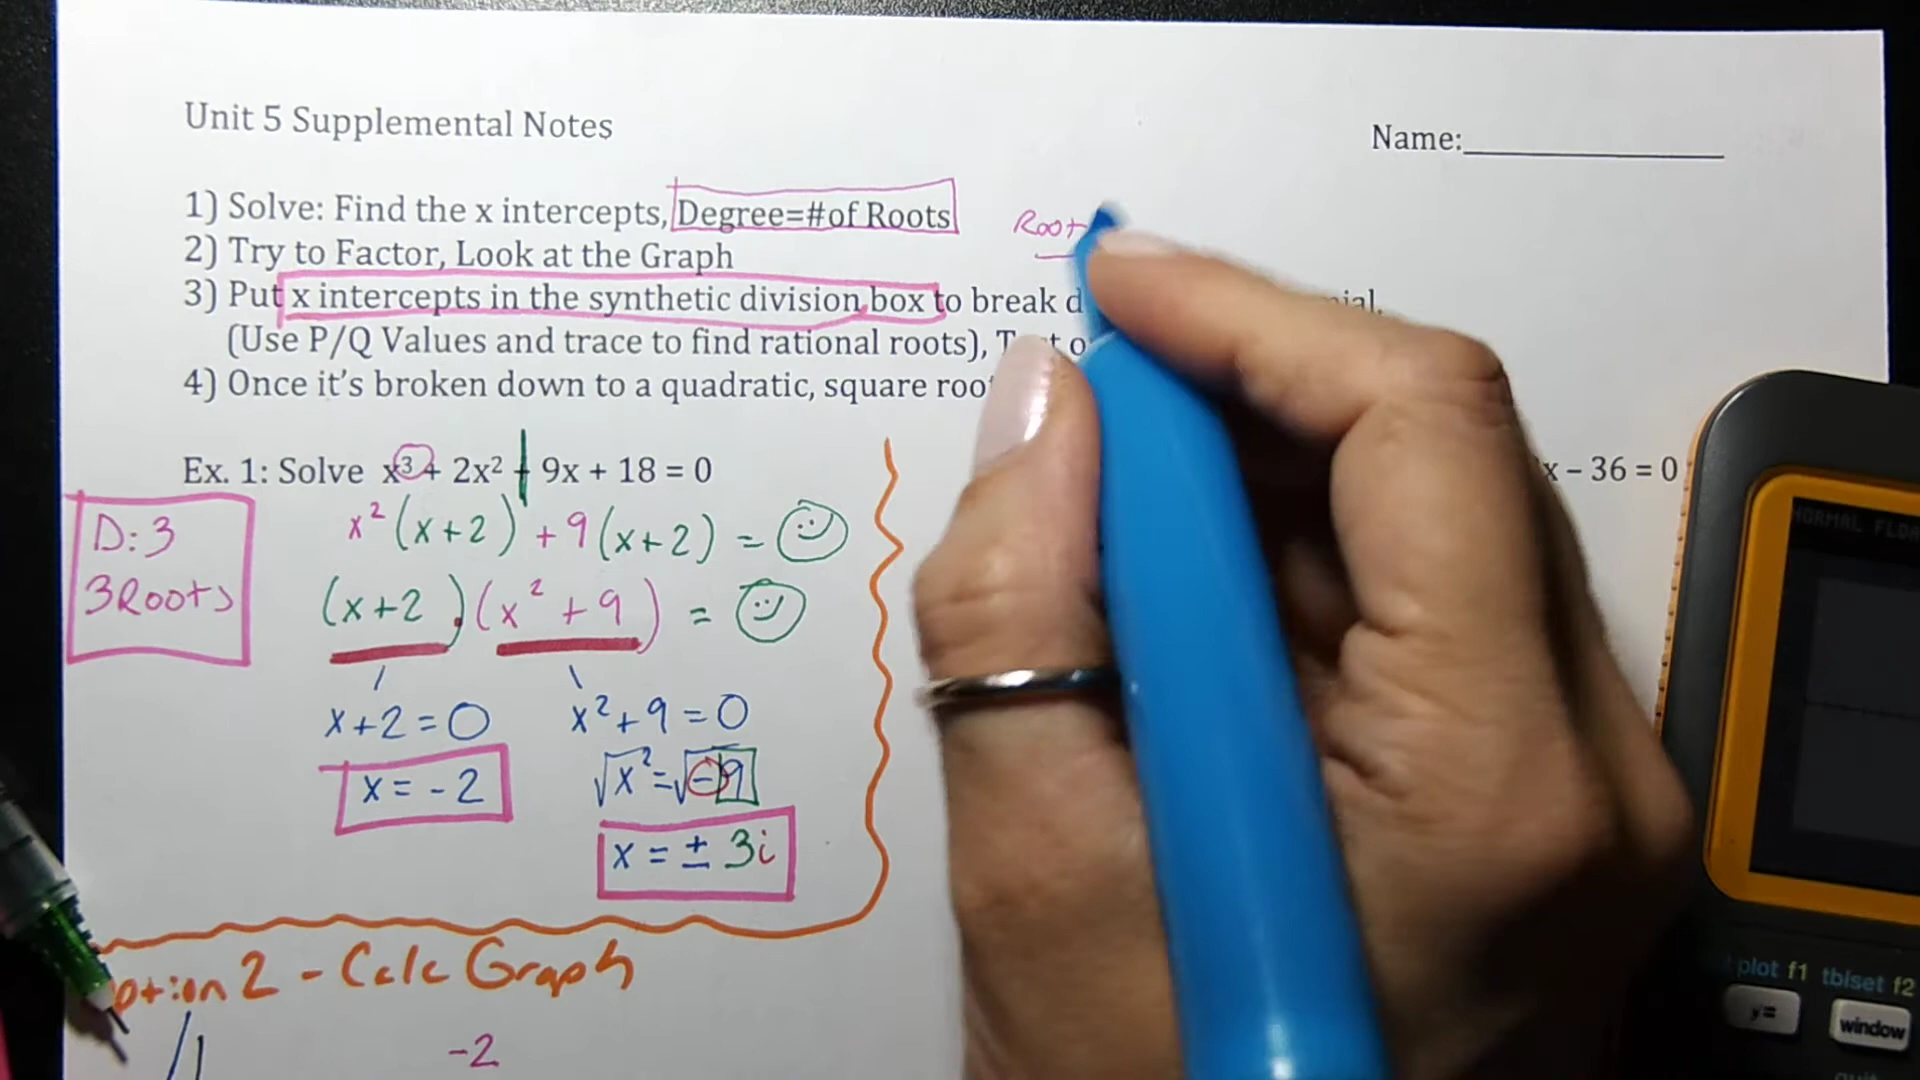 Unit 5 Supplemental Notes
Name:
1) Solve: Find the x intercepts, Degree=#of Roots
Root
2) Try to Factor, Look at the Graph
3) Put x intercepts in the synthetic division box to break
(Use P/Q Values and trace to find rational roots),
4) Once it's broken down to a quadratic, square
Ex. 1: Solve x³ + 2x² + 9x + 18 = 0
x – 36 = 0
D:3
3Roots
x²(x+2) + 9(x+2) =
(x+2)·(x² + 9) =
x+2=0
x²+9=0
x = -2
√x² = √-9
x = ± 3i
2 - Calc Graph
-2
NORMAL
plot f1 tblset f2
y=
window